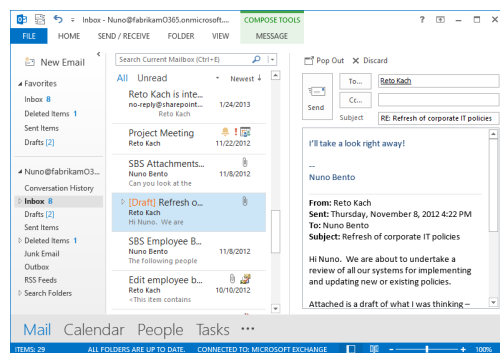 Inbox - Nuno@fabrikamO365.onmicrosoft....
COMPOSE TOOLS
FILE HOME SEND / RECEIVE FOLDER VIEW MESSAGE
New Email
Favorites
Inbox 8
Deleted Items 1
Sent Items
Drafts [2]
Nuno@fabrikamO3...
Conversation History
Inbox 8
Drafts [2]
Sent Items
Deleted Items 1
Junk Email
Outbox
RSS Feeds
Search Folders
Search Current Mailbox (Ctrl+E)
All Unread Newest
Reto Kach is inte...
no-reply@sharepoint... 1/24/2013
Reto Kach
Project Meeting
Reto Kach 11/22/2012
SBS Attachments...
Nuno Bento 11/8/2012
Can you look at the
[Draft] Refresh o...
Reto Kach
Hi Nuno. We are
SBS Employee B...
Nuno Bento 11/8/2012
The following people
Edit employee b...
Reto Kach 10/10/2012
<This item contains
Pop Out Discard
Send
To... Reto Kach
Cc...
Subject RE: Refresh of corporate IT policies
I'll take a look right away!
—
Nuno Bento
From: Reto Kach
Sent: Thursday, November 8, 2012 4:22 PM
To: Nuno Bento
Subject: Refresh of corporate IT policies
Hi Nuno. We are about to undertake a
review of all our systems for implementing
and updating new or existing policies.
Attached is a draft of what I was thinking –
Mail Calendar People Tasks •••
ITEMS: 29 ALL FOLDERS ARE UP TO DATE. CONNECTED TO: MICROSOFT EXCHANGE 100%